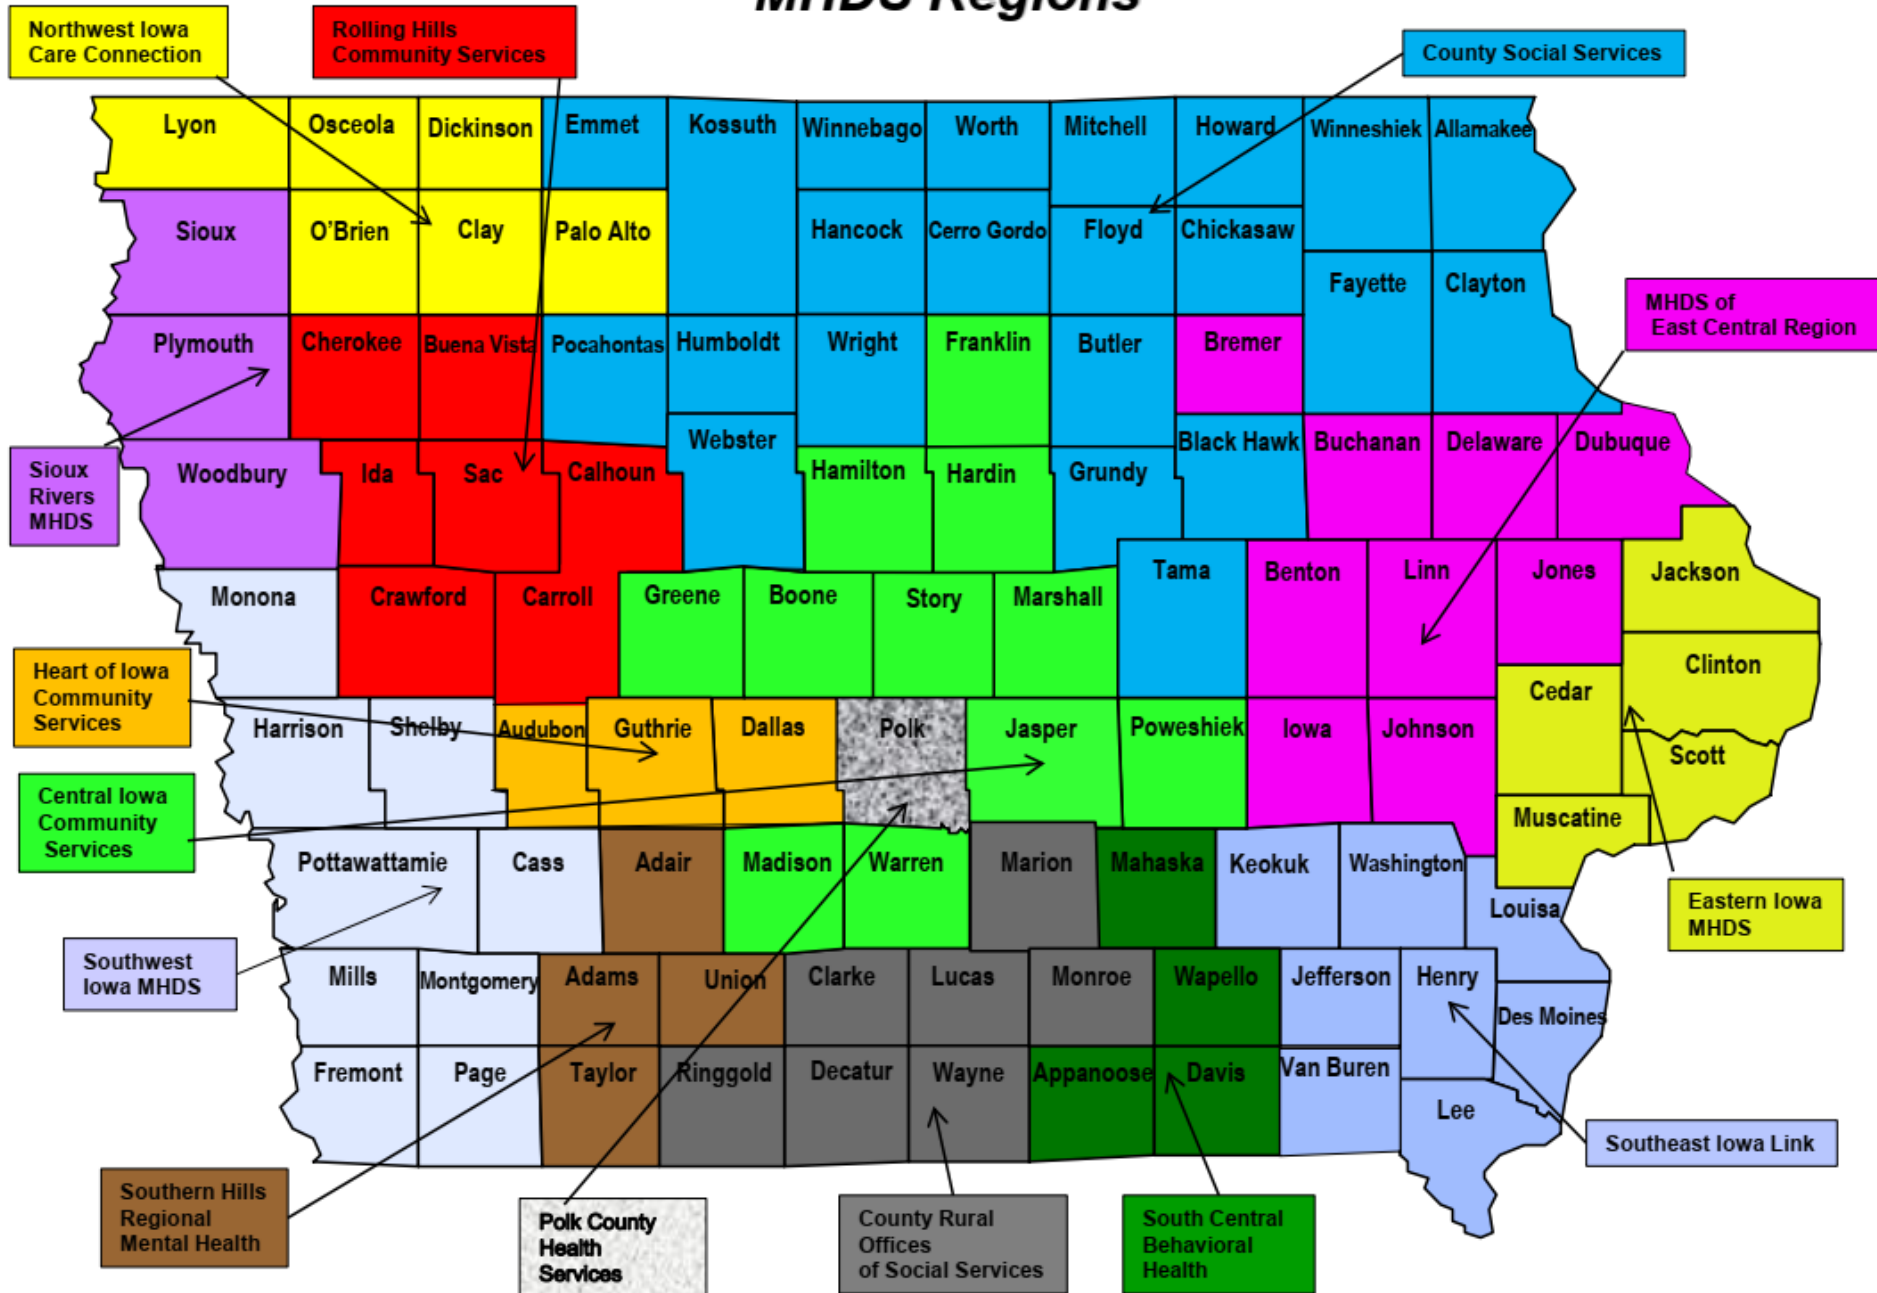 MHDS Regions
Northwest Iowa
Care Connection
Rolling Hills
Community Services
County Social Services
Lyon
Osceola
Dickinson
Emmet
Kossuth
Winnebago
Worth
Mitchell
Howard
Winneshiek
Allamakee
Sioux
O'Brien
Clay
Palo Alto
Hancock
Cerro Gordo
Floyd
Chickasaw
Fayette
Clayton
MHDS of
East Central Region
Plymouth
Cherokee
Buena Vista
Pocahontas
Humboldt
Wright
Franklin
Butler
Bremer
Webster
Black Hawk
Buchanan
Delaware
Dubuque
Sioux
Rivers
MHDS
Woodbury
Ida
Sac
Calhoun
Hamilton
Hardin
Grundy
Monona
Crawford
Carroll
Greene
Boone
Story
Marshall
Tama
Benton
Linn
Jones
Jackson
Heart of Iowa
Community
Services
Clinton
Cedar
Harrison
Shelby
Audubon
Guthrie
Dallas
Polk
Jasper
Poweshiek
Iowa
Johnson
Scott
Central Iowa
Community
Services
Muscatine
Pottawattamie
Cass
Adair
Madison
Warren
Marion
Mahaska
Keokuk
Washington
Louisa
Eastern Iowa
MHDS
Southwest
Iowa MHDS
Mills
Montgomery
Adams
Union
Clarke
Lucas
Monroe
Wapello
Jefferson
Henry
Des Moines
Fremont
Page
Taylor
Ringgold
Decatur
Wayne
Appanoose
Davis
Van Buren
Lee
Southeast Iowa Link
Southern Hills
Regional
Mental Health
Polk County
Health
Services
County Rural
Offices
of Social Services
South Central
Behavioral
Health